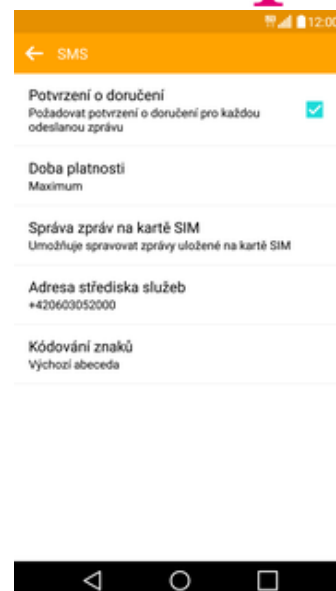 12:00
SMS
Potvrzení o doručení
Požadovat potvrzení o doručení pro každou
odeslanou zprávu
Doba platnosti
Maximum
Správa zpráv na kartě SIM
Umožňuje spravovat zprávy uložené na kartě SIM
Adresa střediska služeb
+420603052000
Kódování znaků
Výchozí abeceda